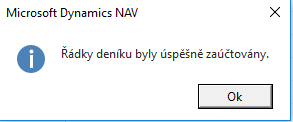 Microsoft Dynamics NAV
Řádky deníku byly úspěšně zaúčtovány.
Ok